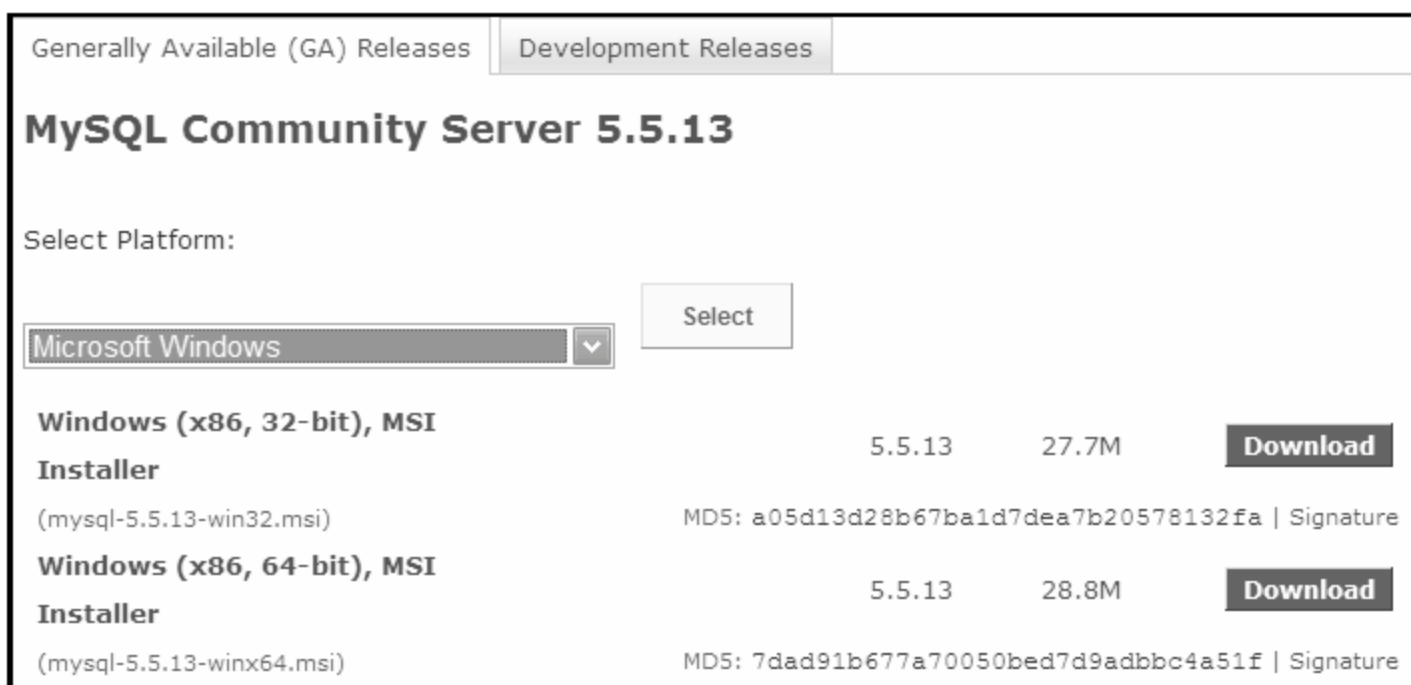 Generally Available (GA) Releases
Development Releases
MySQL Community Server 5.5.13
Select Platform:
Select
Microsoft Windows
Windows (x86, 32-bit), MSI
Installer
5.5.13 27.7M Download
(mysql-5.5.13-win32.msi) MD5: a05d13d28b67ba1d7dea7b20578132fa | Signature
Windows (x86, 64-bit), MSI
Installer
5.5.13 28.8M Download
(mysql-5.5.13-winx64.msi) MD5: 7dad91b677a70050bed7d9adbbc4a51f | Signature